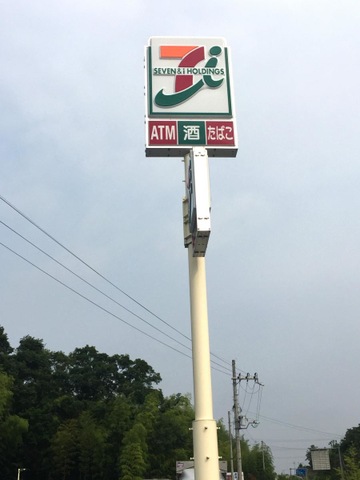 SEVEN & i HOLDINGS
ATM 酒 たばこ